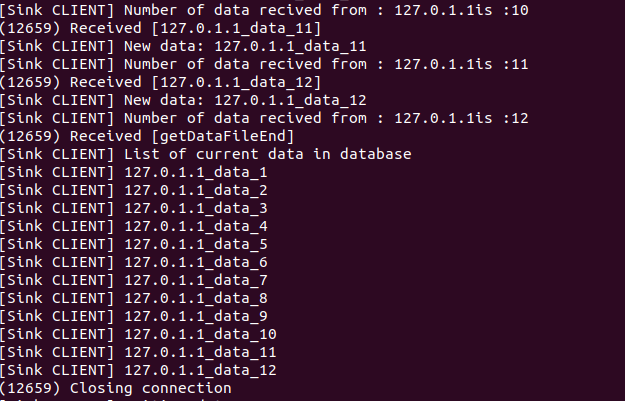 [Sink CLIENT] Number of data recived from : 127.0.1.1is :10
(12659) Received [127.0.1.1_data_11]
[Sink CLIENT] New data: 127.0.1.1_data_11
[Sink CLIENT] Number of data recived from : 127.0.1.1is :11
(12659) Received [127.0.1.1_data_12]
[Sink CLIENT] New data: 127.0.1.1_data_12
[Sink CLIENT] Number of data recived from : 127.0.1.1is :12
(12659) Received [getDataFileEnd]
[Sink CLIENT] List of current data in database
[Sink CLIENT] 127.0.1.1_data_1
[Sink CLIENT] 127.0.1.1_data_2
[Sink CLIENT] 127.0.1.1_data_3
[Sink CLIENT] 127.0.1.1_data_4
[Sink CLIENT] 127.0.1.1_data_5
[Sink CLIENT] 127.0.1.1_data_6
[Sink CLIENT] 127.0.1.1_data_7
[Sink CLIENT] 127.0.1.1_data_8
[Sink CLIENT] 127.0.1.1_data_9
[Sink CLIENT] 127.0.1.1_data_10
[Sink CLIENT] 127.0.1.1_data_11
[Sink CLIENT] 127.0.1.1_data_12
(12659) Closing connection